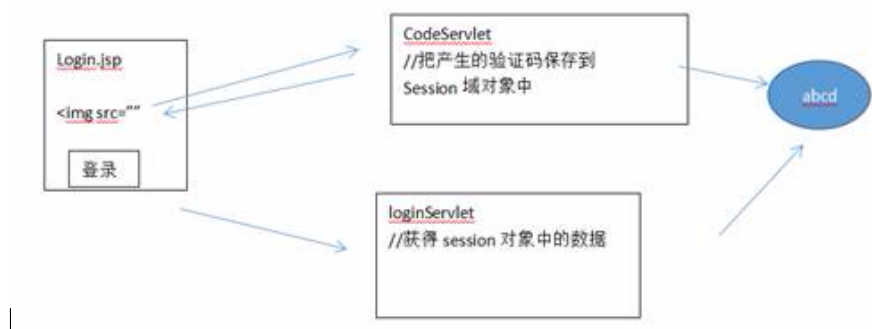 Login.jsp
<img src=""
登录
CodeServlet
//把产生的验证码保存到
Session 域对象中
abcd
loginServlet
//获得 session 对象中的数据